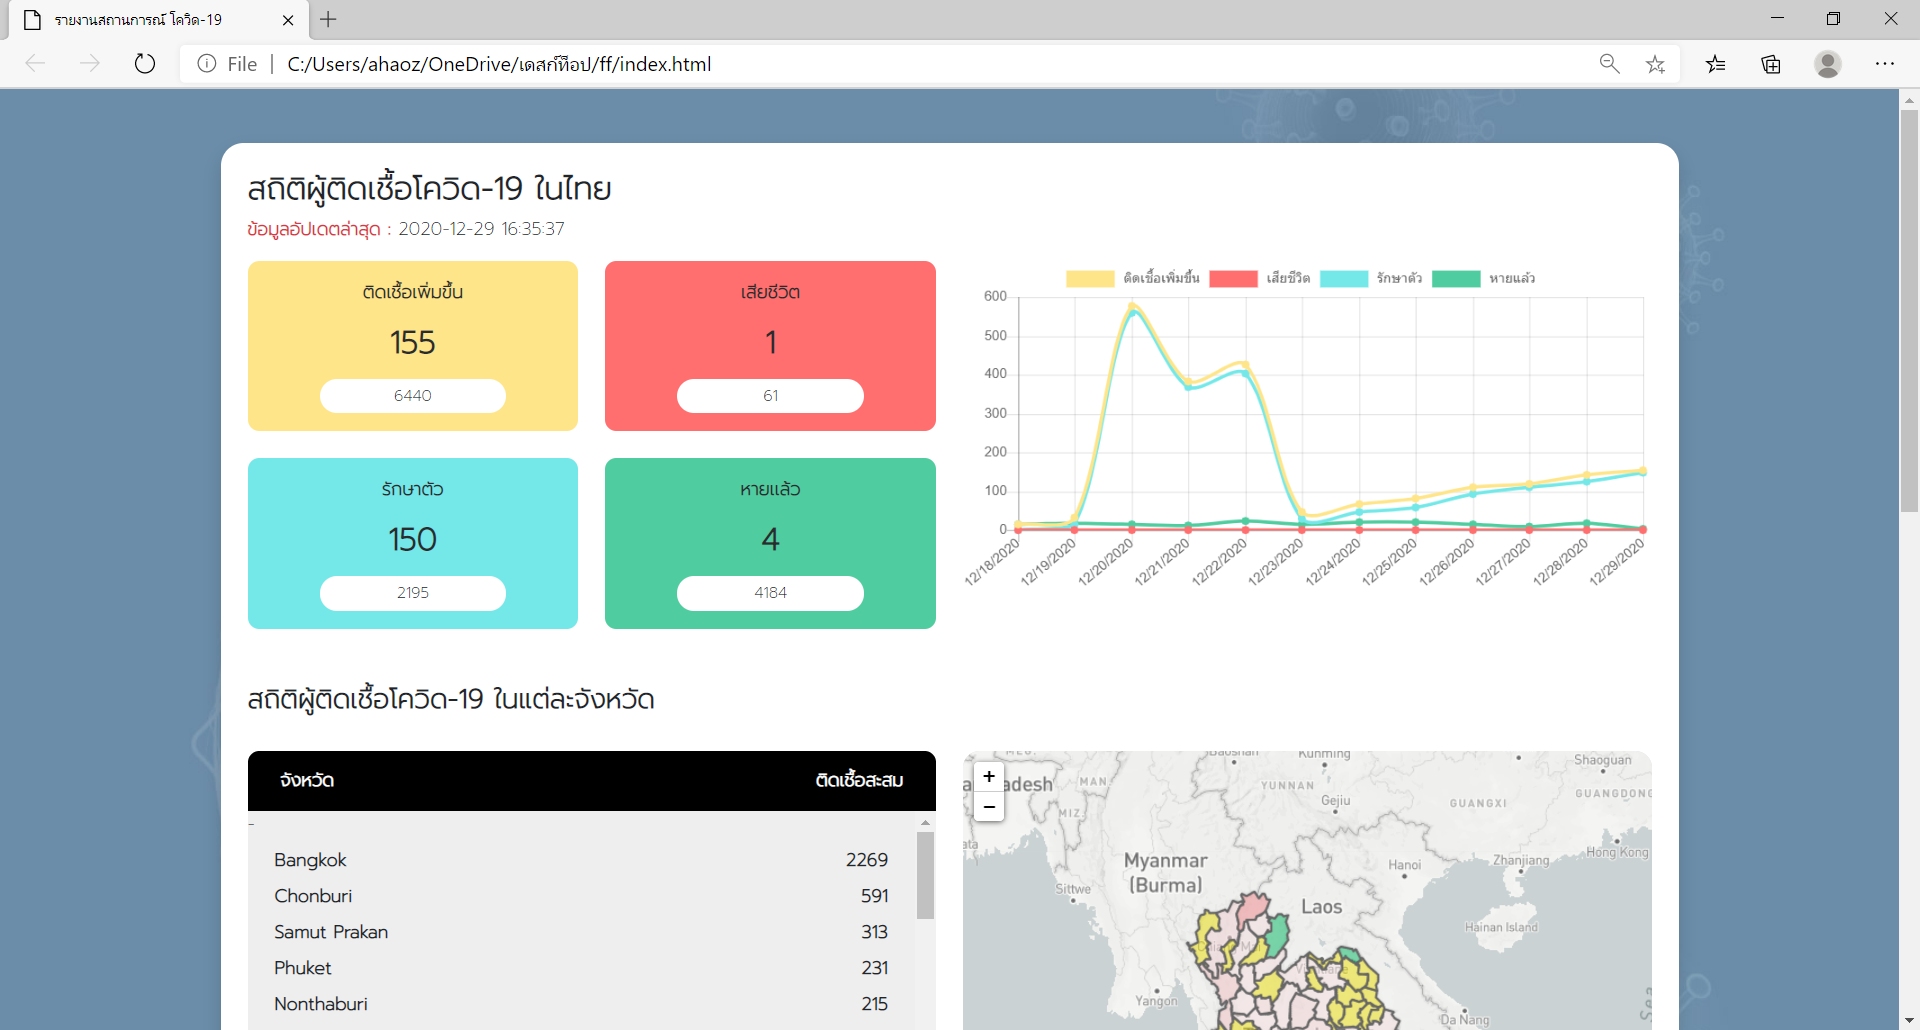 รายงานสถานการณ์ โควิด-19
File
C:/Users/ahaoz/OneDrive/เดสก์ท็อป/ff/index.html
สถิติผู้ติดเชื้อโควิด-19 ในไทย
ข้อมูลอัปเดตล่าสุด : 2020-12-29 16:35:37
ติดเชื้อเพิ่มขึ้น
155
6440
เสียชีวิต
1
61
รักษาตัว
150
2195
หายแล้ว
4
4184
ติดเชื้อเพิ่มขึ้น เสียชีวิต รักษาตัว หายแล้ว
600
500
400
300
200
100
0
12/18/2020 12/19/2020 12/20/2020 12/21/2020 12/22/2020 12/23/2020 12/24/2020 12/25/2020 12/26/2020 12/27/2020 12/28/2020 12/29/2020
สถิติผู้ติดเชื้อโควิด-19 ในแต่ละจังหวัด
จังหวัด ติดเชื้อสะสม
-
Bangkok 2269
Chonburi 591
Samut Prakan 313
Phuket 231
Nonthaburi 215
+
−
Baoshan
Kunming
Shaoguan
adesh
MAN.
YUNNAN
GUANGDONG
Gejiu
GUANGXI
MIZ.
Hong Kong
Myanmar
(Burma)
Hanoi
Zhanjiang
Sittwe
Laos
Hainan Island
Yangon
Da Nang